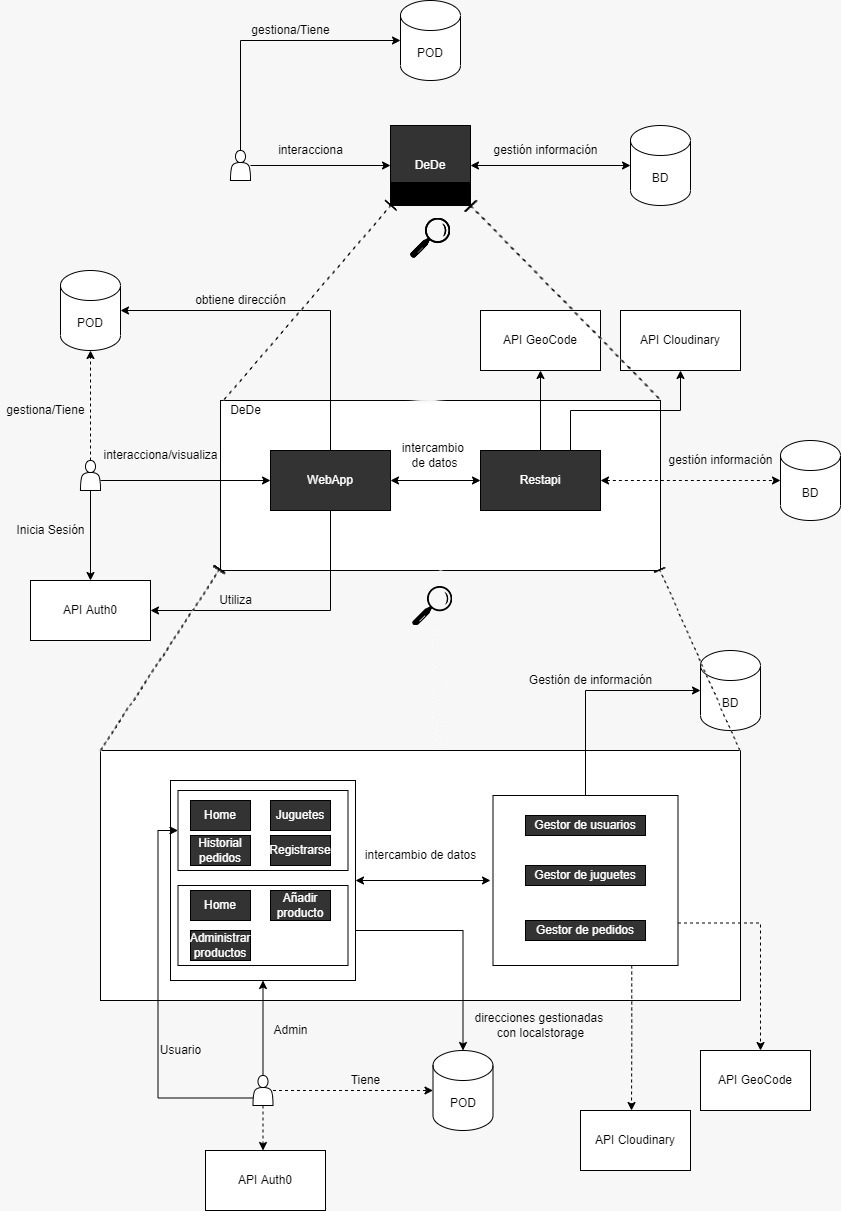 gestiona/Tiene
POD
interacciona
DeDe
gestión información
BD
POD
obtiene dirección
API GeoCode
API Cloudinary
gestiona/Tiene
DeDe
interacciona/visualiza
WebApp
intercambio
de datos
Restapi
gestión información
BD
Inicia Sesión
API Auth0
Utiliza
Gestión de información
BD
Home
Juguetes
Historial
pedidos
Registrarse
Home
Añadir
producto
Administrar
productos
intercambio de datos
Gestor de usuarios
Gestor de juguetes
Gestor de pedidos
direcciones gestionadas
con localstorage
Admin
Usuario
Tiene
POD
API GeoCode
API Cloudinary
API Auth0